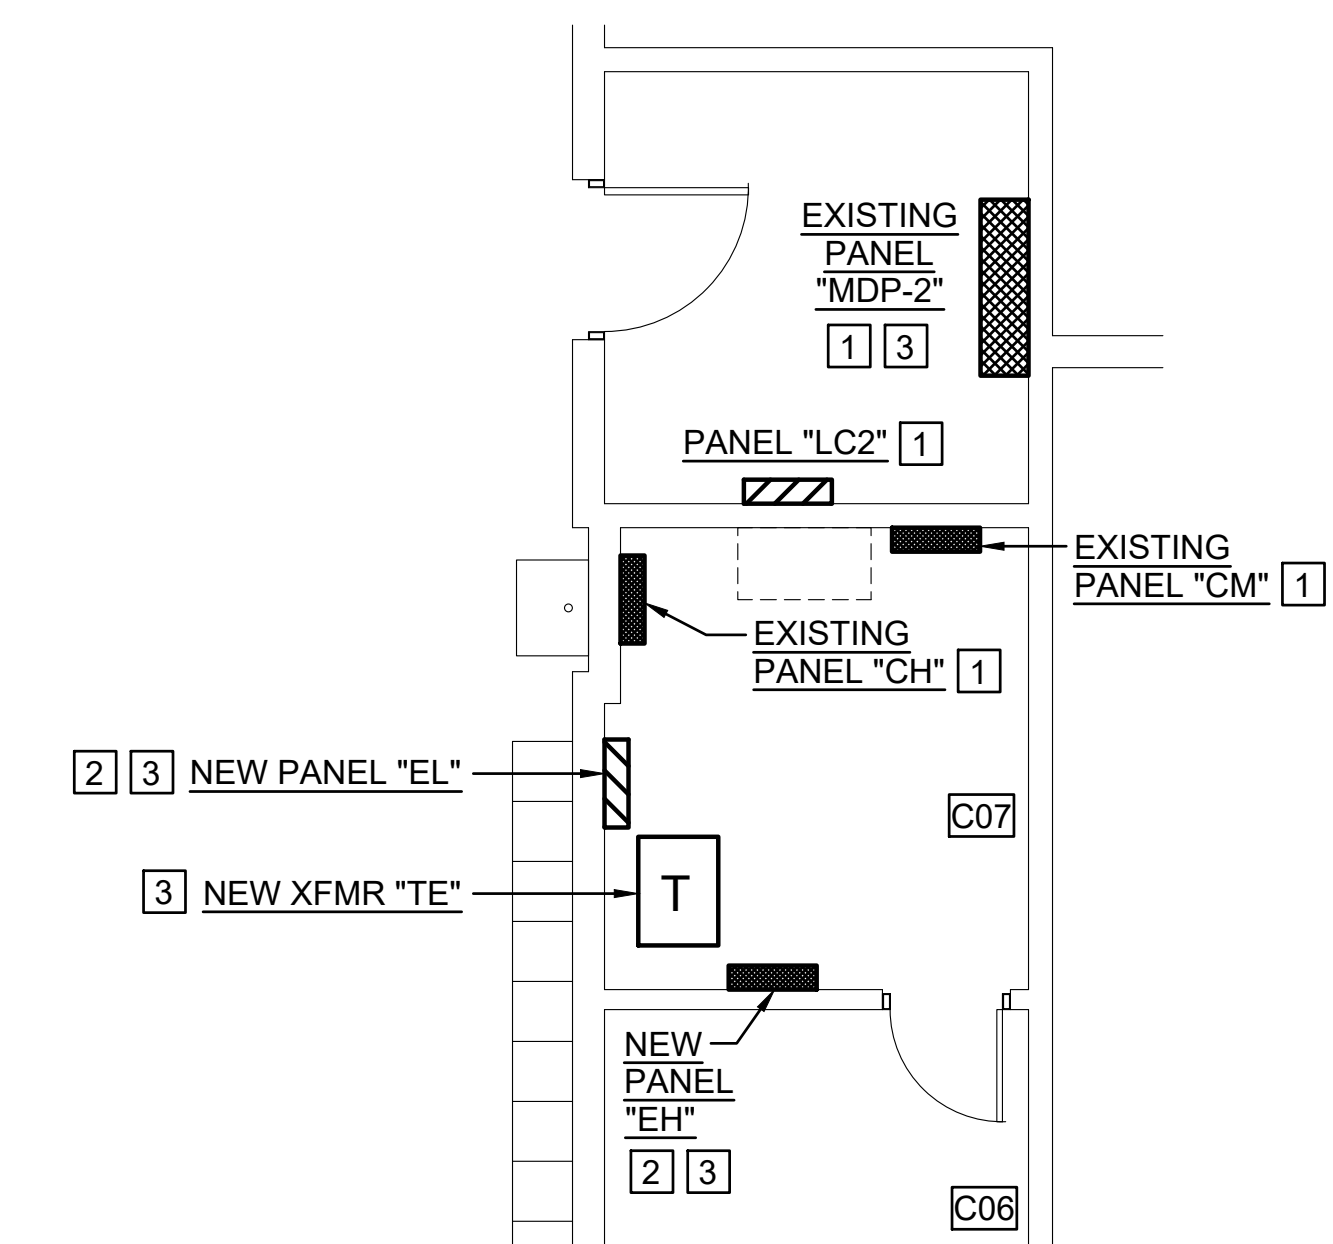 EXISTING
PANEL
"MDP-2"
1 3
PANEL "LC2" 1
EXISTING
PANEL "CM" 1
EXISTING
PANEL "CH" 1
2 3 NEW PANEL "EL"
C07
3 NEW XFMR "TE"
T
NEW
PANEL
"EH"
2 3
C06